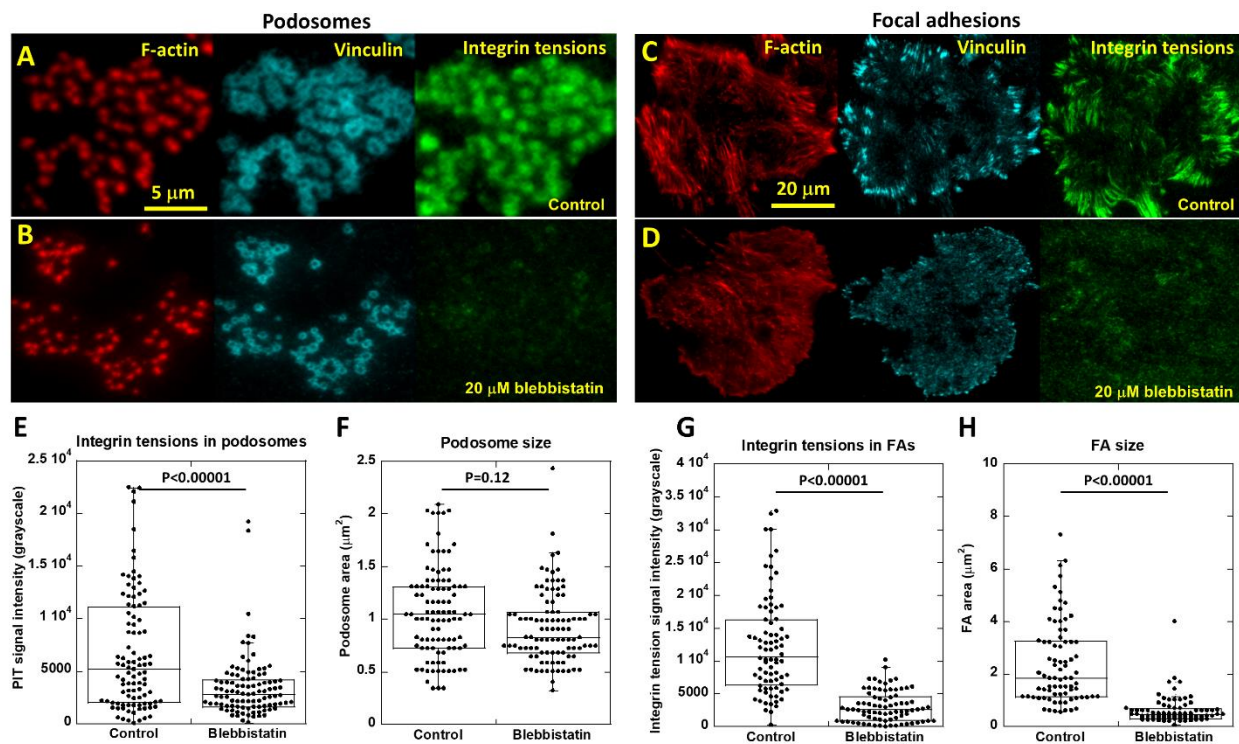 Podosomes
Focal adhesions
A F-actin Vinculin Integrin tensions
5 μm
Control
B
20 μM blebbistatin
C F-actin Vinculin Integrin tensions
20 μm
Control
D
20 μM blebbistatin
E
Integrin tensions in podosomes
P<0.00001
PIT signal intensity (grayscale)
2.5 10⁴
2 10⁴
1.5 10⁴
1 10⁴
5000
0
Control Blebbistatin
F
Podosome size
P=0.12
Podosome area (μm²)
2.5
2
1.5
1
0.5
0
Control Blebbistatin
G
Integrin tensions in FAs
P<0.00001
Integrin tension signal intensity (grayscale)
4 10⁴
3.5 10⁴
3 10⁴
2.5 10⁴
2 10⁴
1.5 10⁴
1 10⁴
5000
0
Control Blebbistatin
H
FA size
P<0.00001
FA area (μm²)
10
8
6
4
2
0
Control Blebbistatin